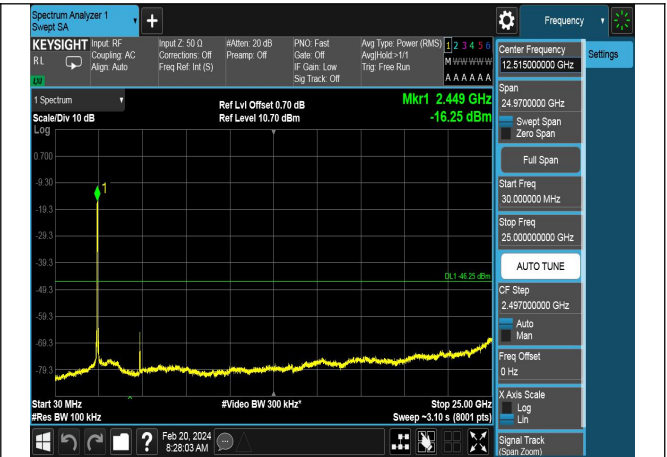 Spectrum Analyzer 1
Swept SA
+
Frequency
KEYSIGHT
RL
LXI
Input: RF
Coupling: AC
Align: Auto
Input Z: 50 Ω
Corrections: Off
Freq Ref: Int (S)
#Atten: 20 dB
Preamp: Off
PNO: Fast
Gate: Off
IF Gain: Low
Sig Track: Off
Avg Type: Power (RMS)
Avg|Hold:>1/1
Trig: Free Run
1 2 3 4 5 6
M W W W W W
A A A A A A
1 Spectrum
Scale/Div 10 dB
Ref Lvl Offset 0.70 dB
Ref Level 10.70 dBm
Mkr1 2.449 GHz
-16.25 dBm
Log
0.700
-9.30
-19.3
-29.3
-39.3
-49.3
-59.3
-69.3
-79.3
1
DL1 -46.25 dBm
Start 30 MHz
#Res BW 100 kHz
#Video BW 300 kHz*
Stop 25.00 GHz
Sweep ~3.10 s (8001 pts)
?
Feb 20, 2024
8:28:03 AM
Center Frequency
12.515000000 GHz
Span
24.9700000 GHz
Swept Span
Zero Span
Full Span
Start Freq
30.000000 MHz
Stop Freq
25.000000000 GHz
AUTO TUNE
CF Step
2.497000000 GHz
Auto
Man
Freq Offset
0 Hz
X Axis Scale
Log
Lin
Signal Track
(Span Zoom)
Settings